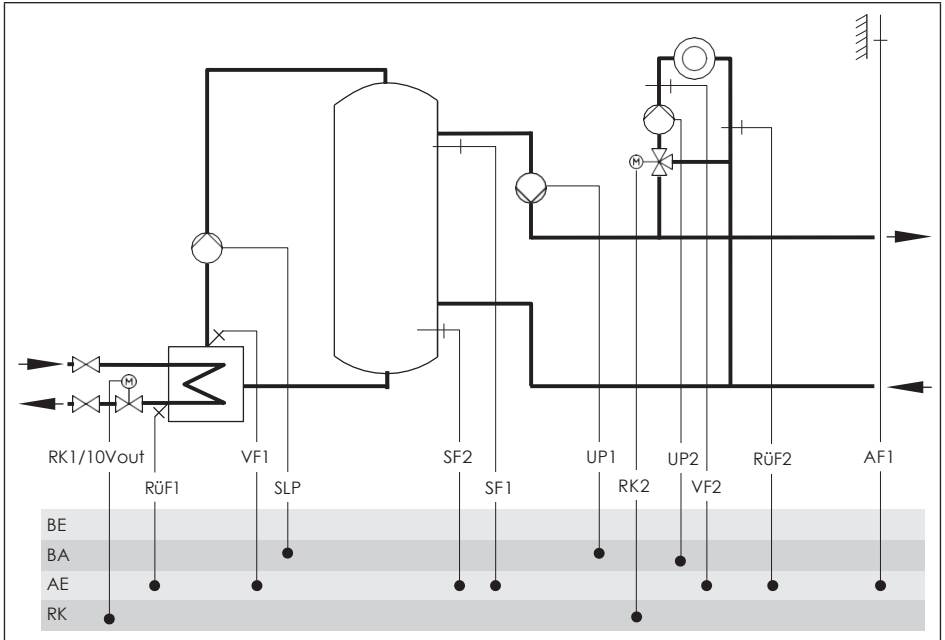 M
M
RK1/10Vout
VF1
SF2
UP1
UP2
RüF2
AF1
RüF1
SLP
SF1
RK2
VF2
BE
BA
AE
RK